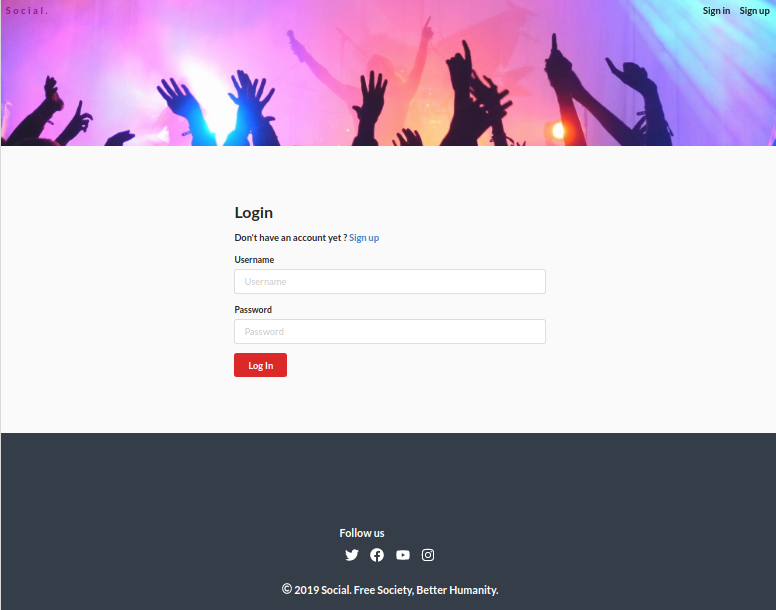 Social.
Sign in Sign up
Login
Don't have an account yet ? Sign up
Username
Username
Password
Password
Log In
Follow us
© 2019 Social. Free Society, Better Humanity.